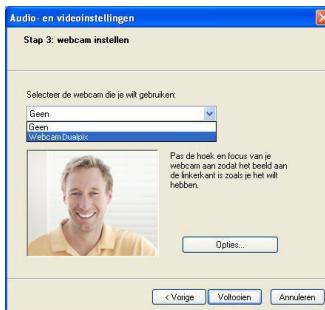 Audio- en videoinstellingen
Stap 3: webcam instellen
Selecteer de webcam die je wilt gebruiken:
Geen
Geen
Webcam Dualpix
Pas de hoek en focus van je
webcam aan zodat het beeld aan
de linkerkant is zoals je het wilt
hebben.
Opties...
< Vorige
Voltooien
Annuleren